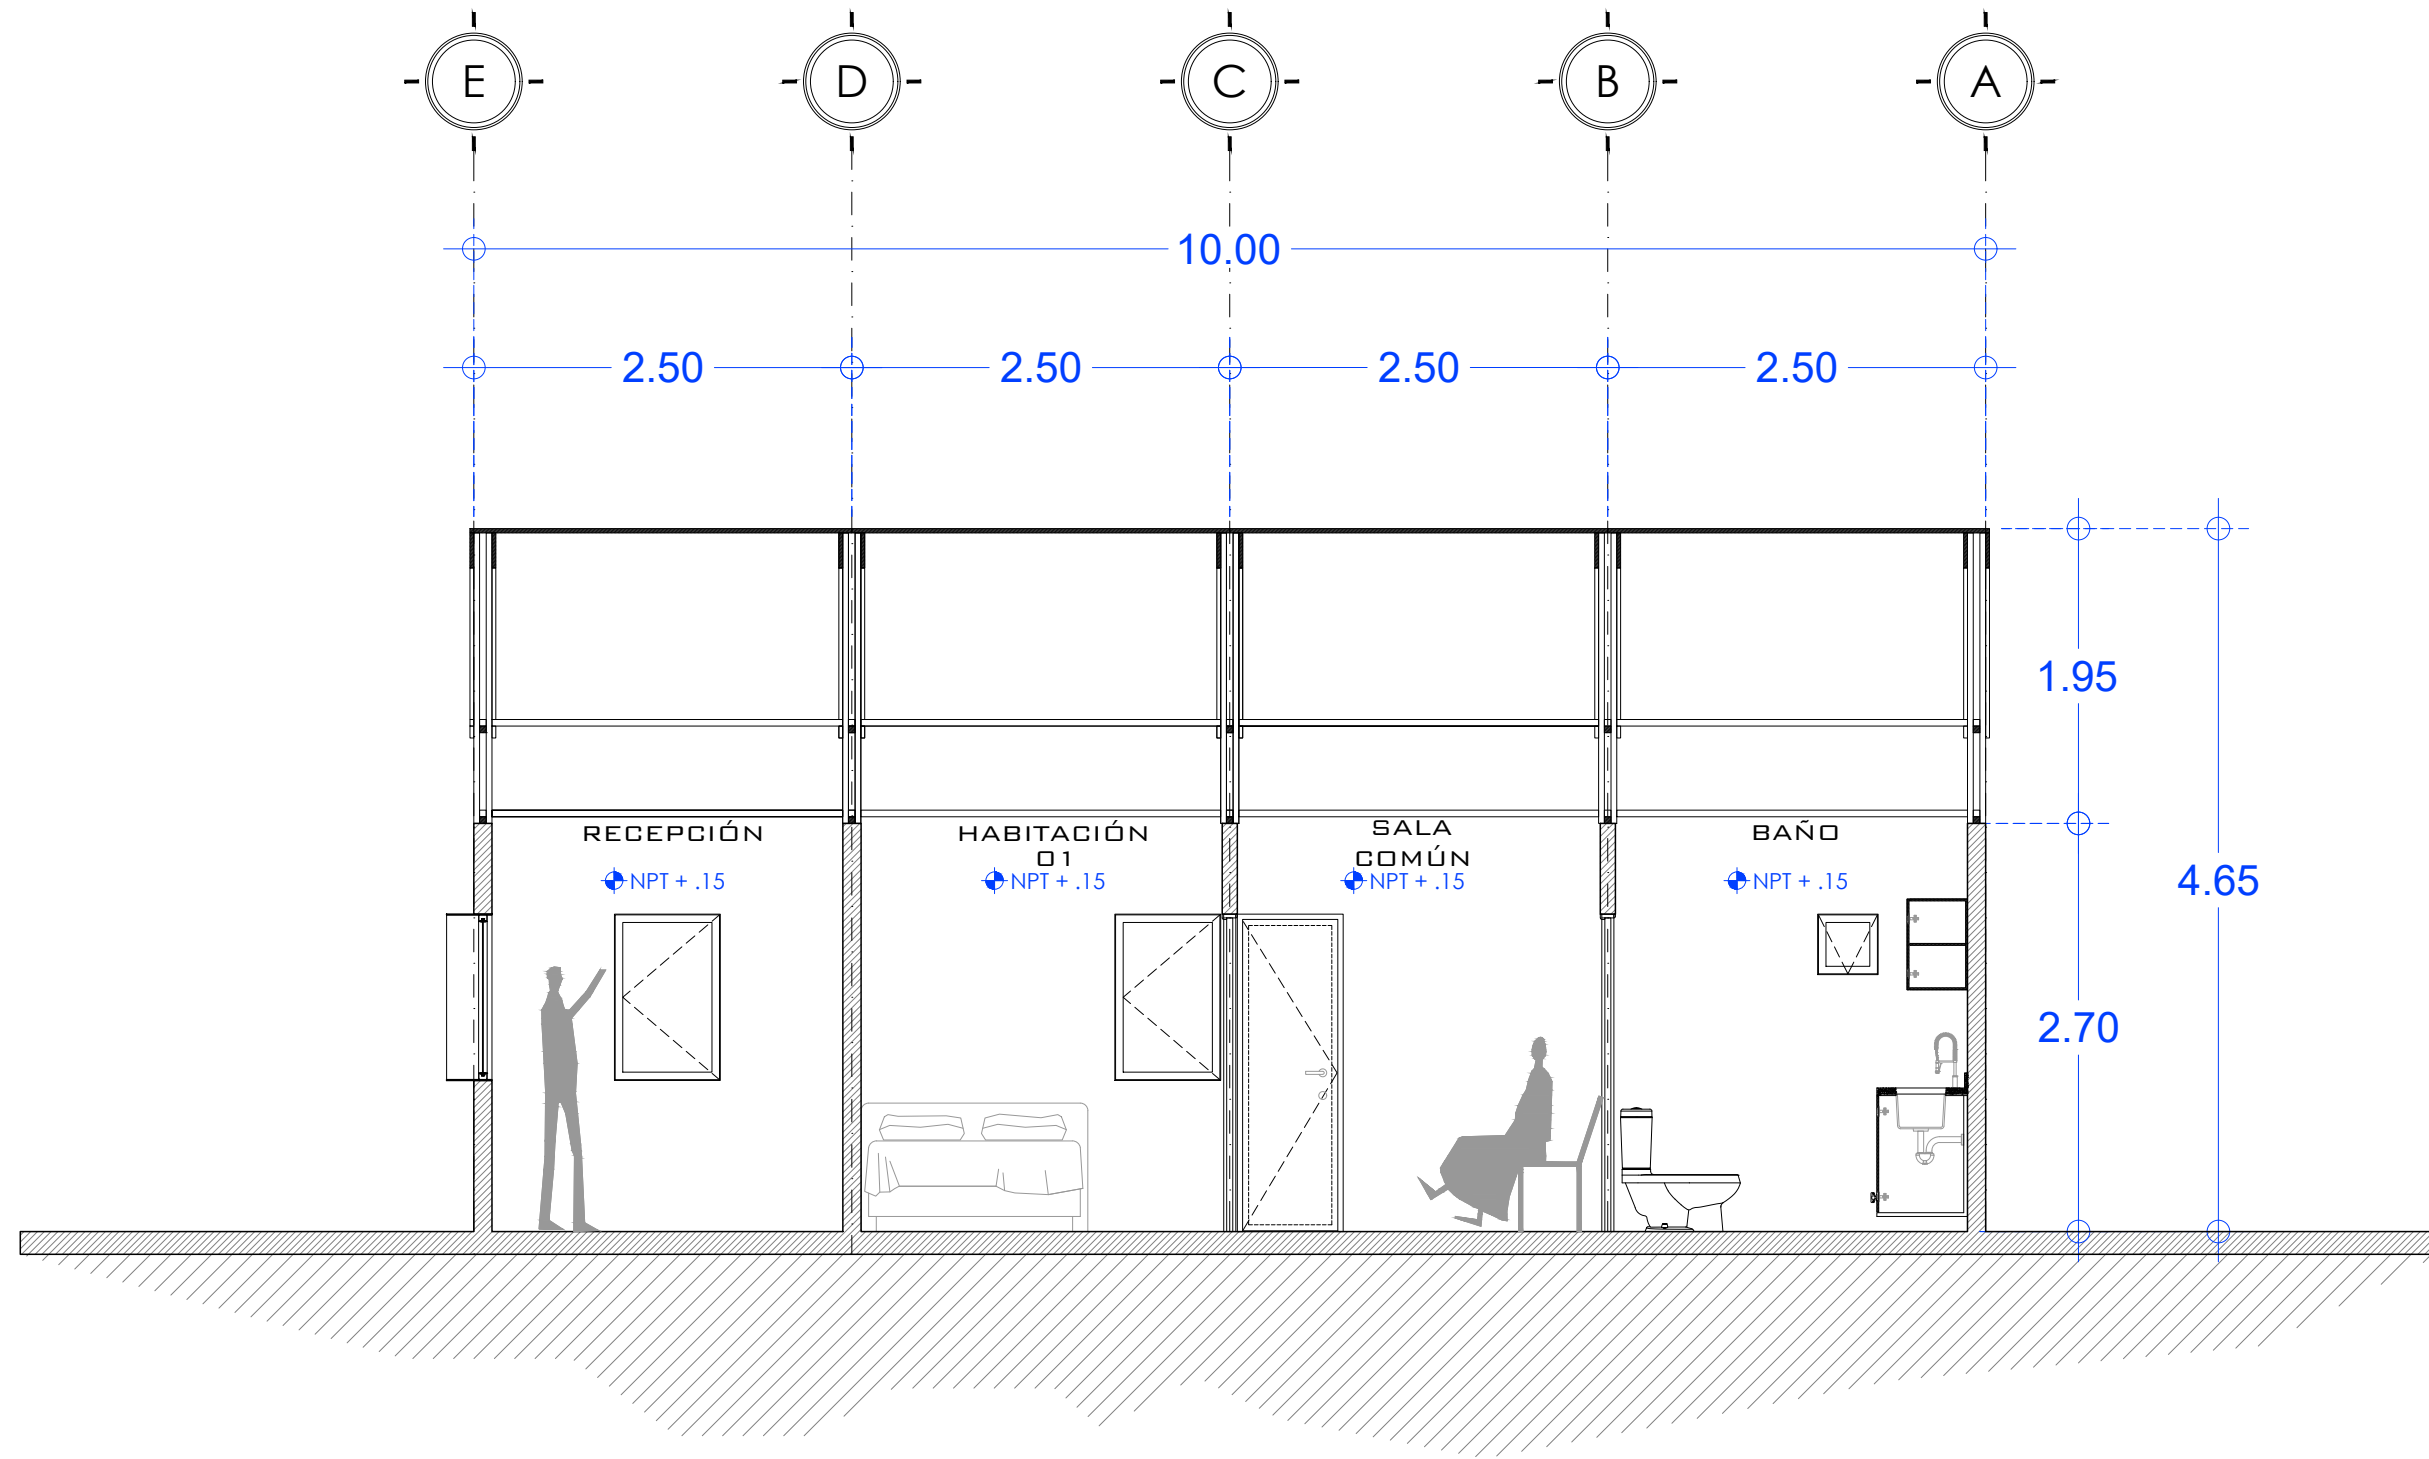 E D C B A
10.00
2.50 2.50 2.50 2.50
1.95
RECEPCIÓN
NPT + .15
HABITACIÓN
01
NPT + .15
SALA
COMÚN
NPT + .15
BAÑO
NPT + .15
4.65
2.70